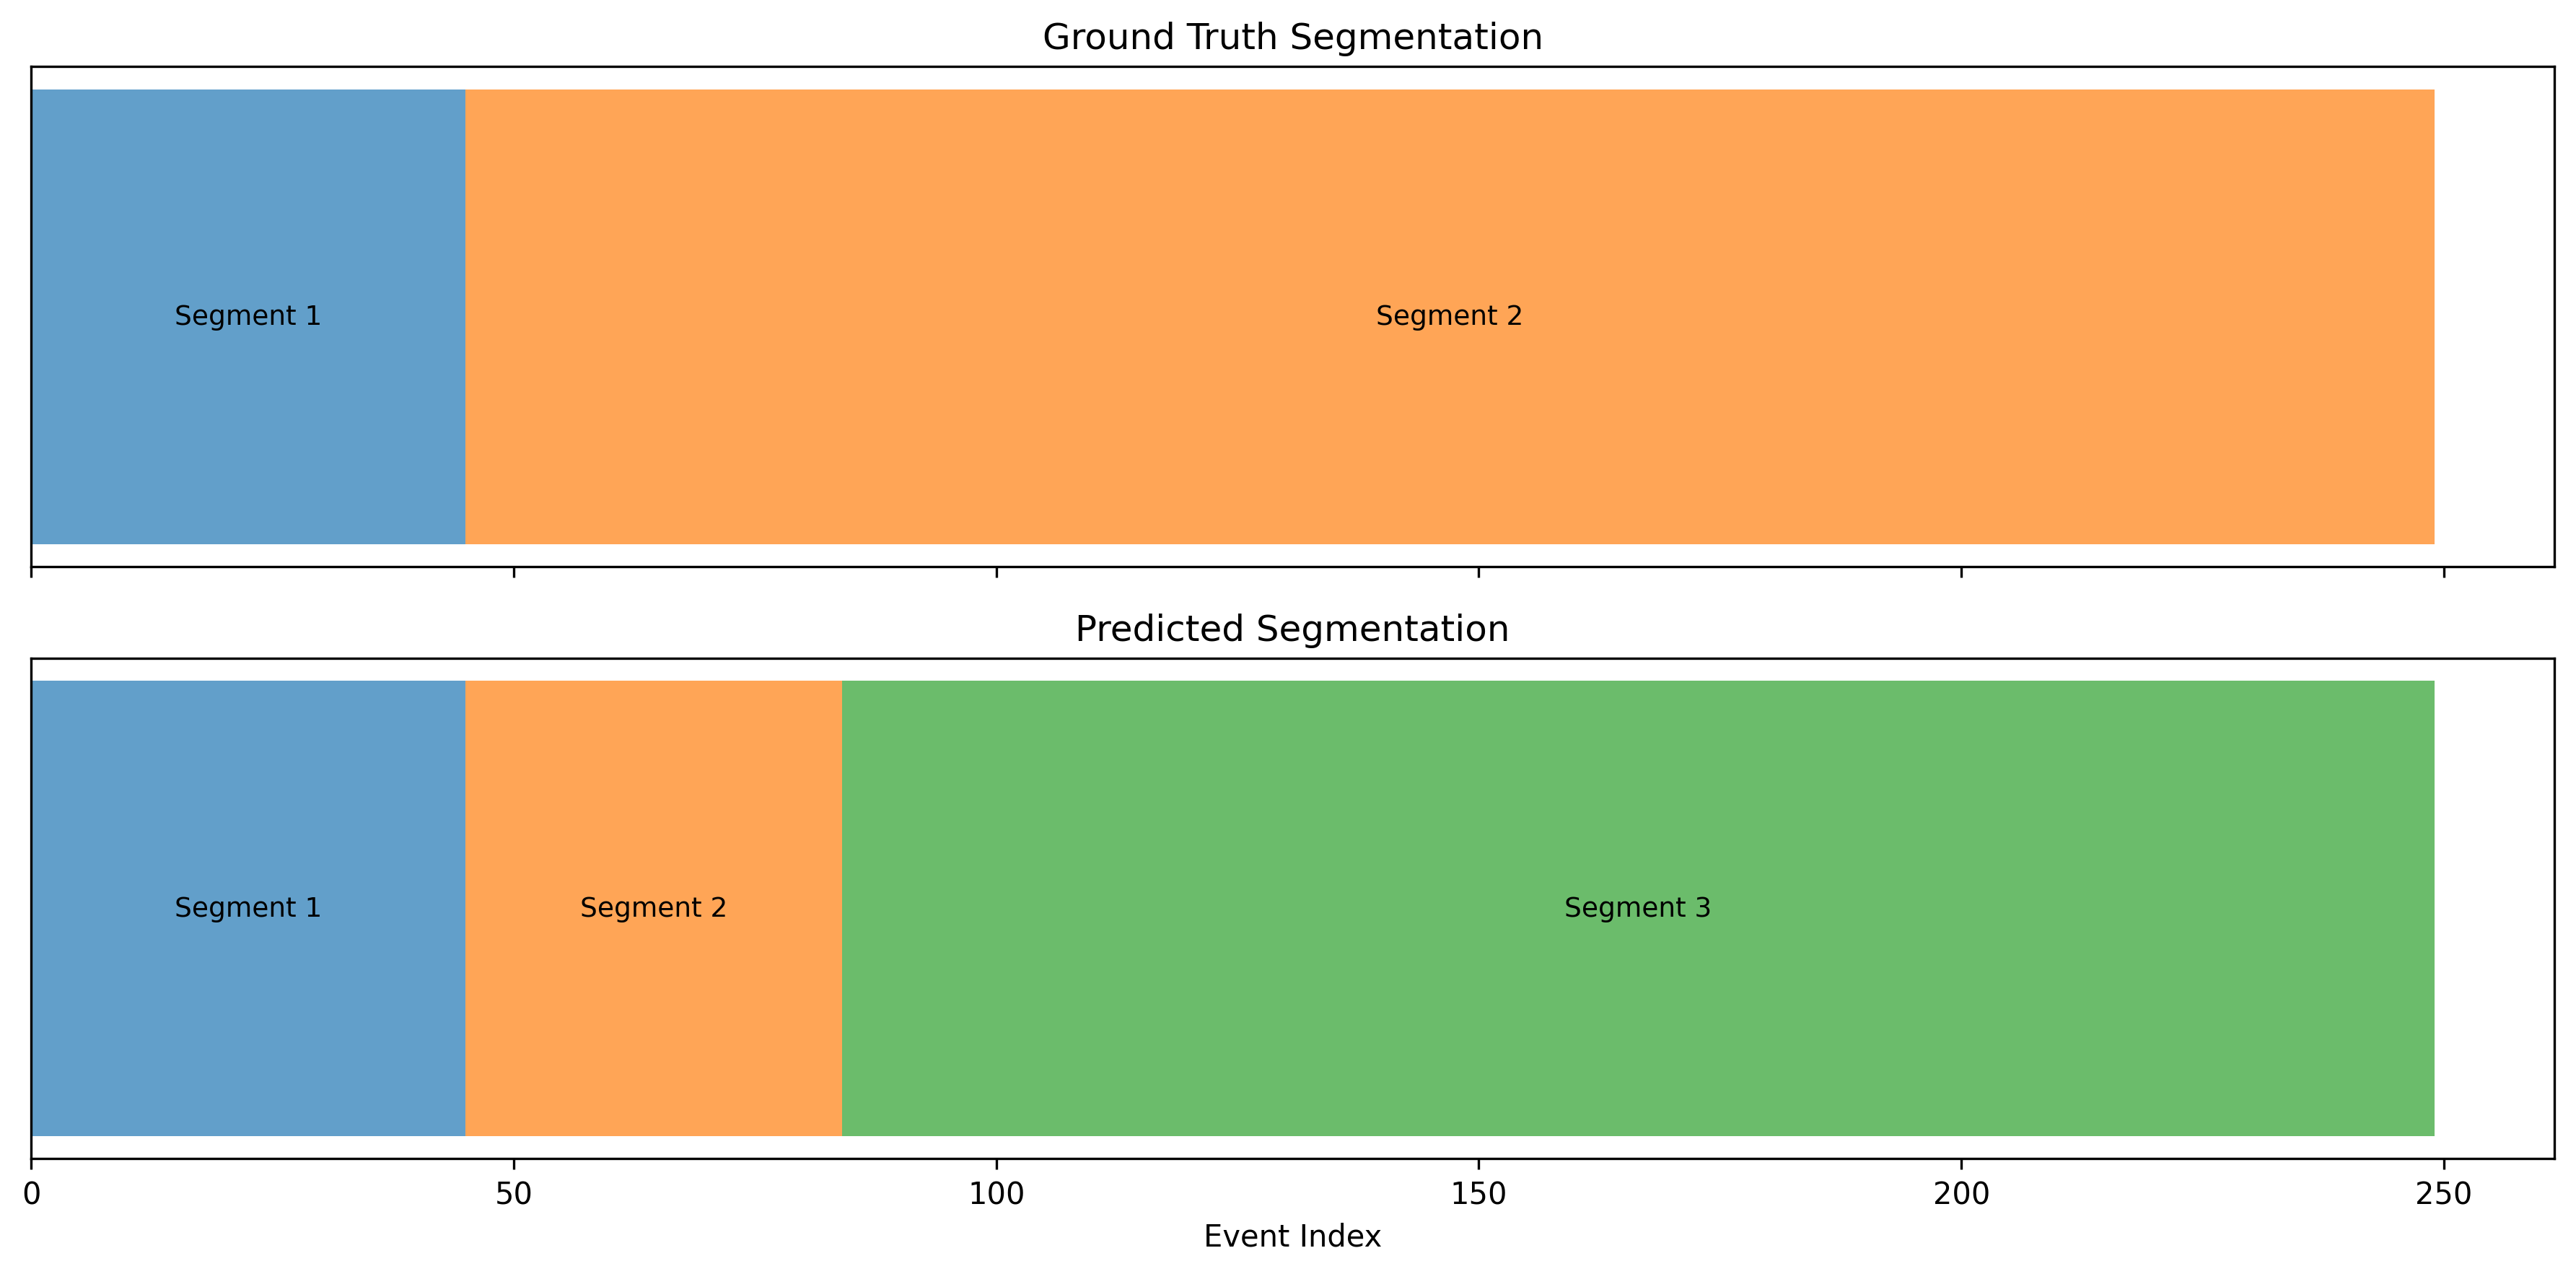 Ground Truth Segmentation
Segment 1
Segment 2
Predicted Segmentation
Segment 1
Segment 2
Segment 3
0 50 100 150 200 250
Event Index